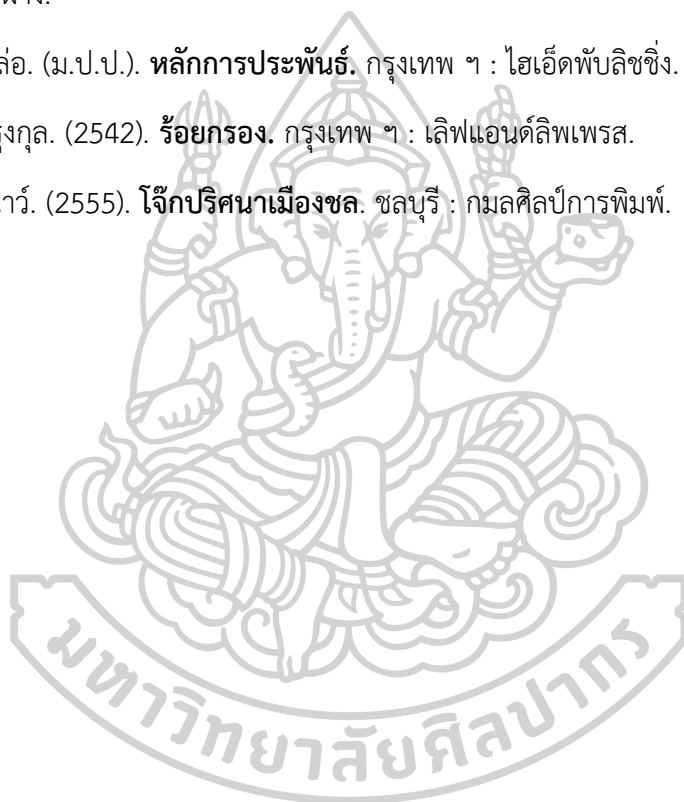 ล่อ. (ม.ป.ป.). หลักการประพันธ์. กรุงเทพ ฯ : ไฮเอ็ดพับลิชชิ่ง.
ุงกุล. (2542). ร้อยกรอง. กรุงเทพ ฯ : เลิฟแอนด์ลิพเพรส.
าว์. (2555). โจ๊กปริศนาเมืองชล. ชลบุรี : กมลศิลป์การพิมพ์.
มหาวิทยาลัยศิลปากร